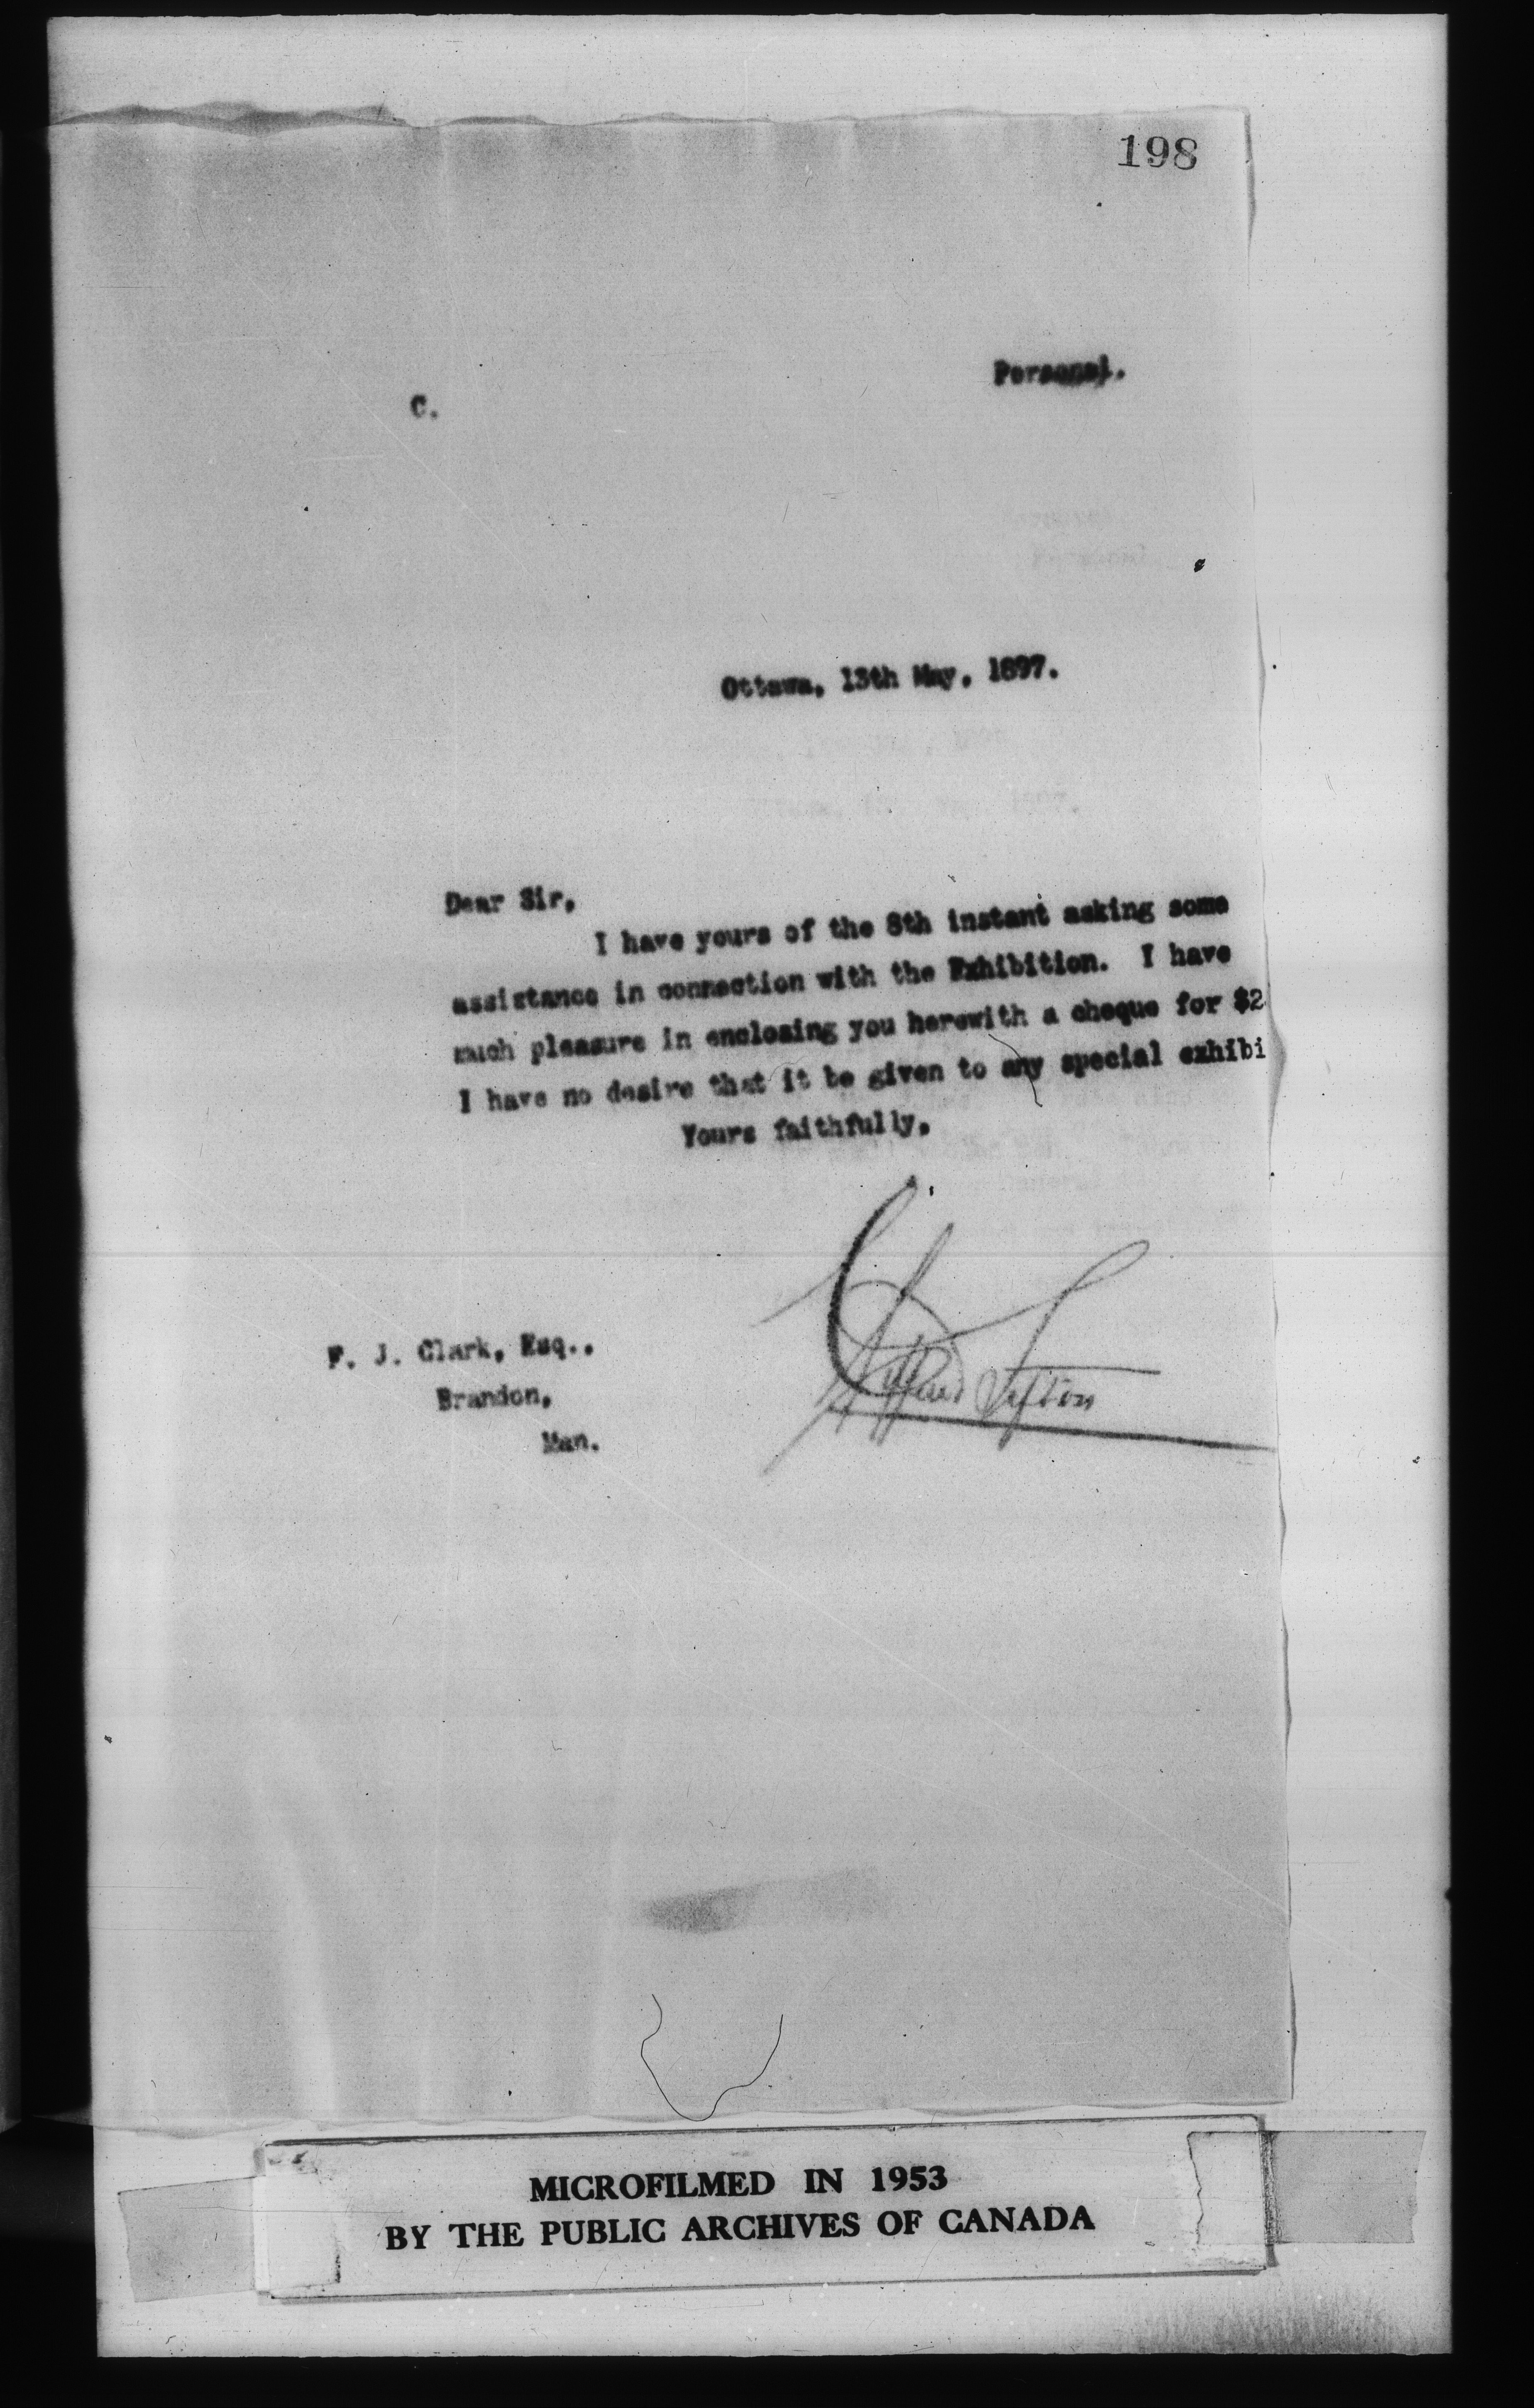 198
Personal.
C.
Ottawa, 13th May, 1897.
Dear Sir,
I have yours of the 8th instant asking some
assistance in connection with the Exhibition. I have
much pleasure in enclosing you herewith a cheque for $2
I have no desire that it be given to any special exhibi
Yours faithfully,
Clifford Sifton
F. J. Clark, Esq.,
Brandon,
Man.
MICROFILMED IN 1953
BY THE PUBLIC ARCHIVES OF CANADA